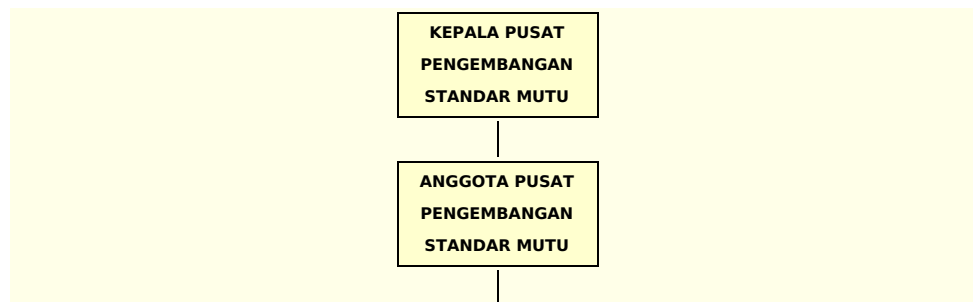 KEPALA PUSAT
PENGEMBANGAN
STANDAR MUTU
ANGGOTA PUSAT
PENGEMBANGAN
STANDAR MUTU